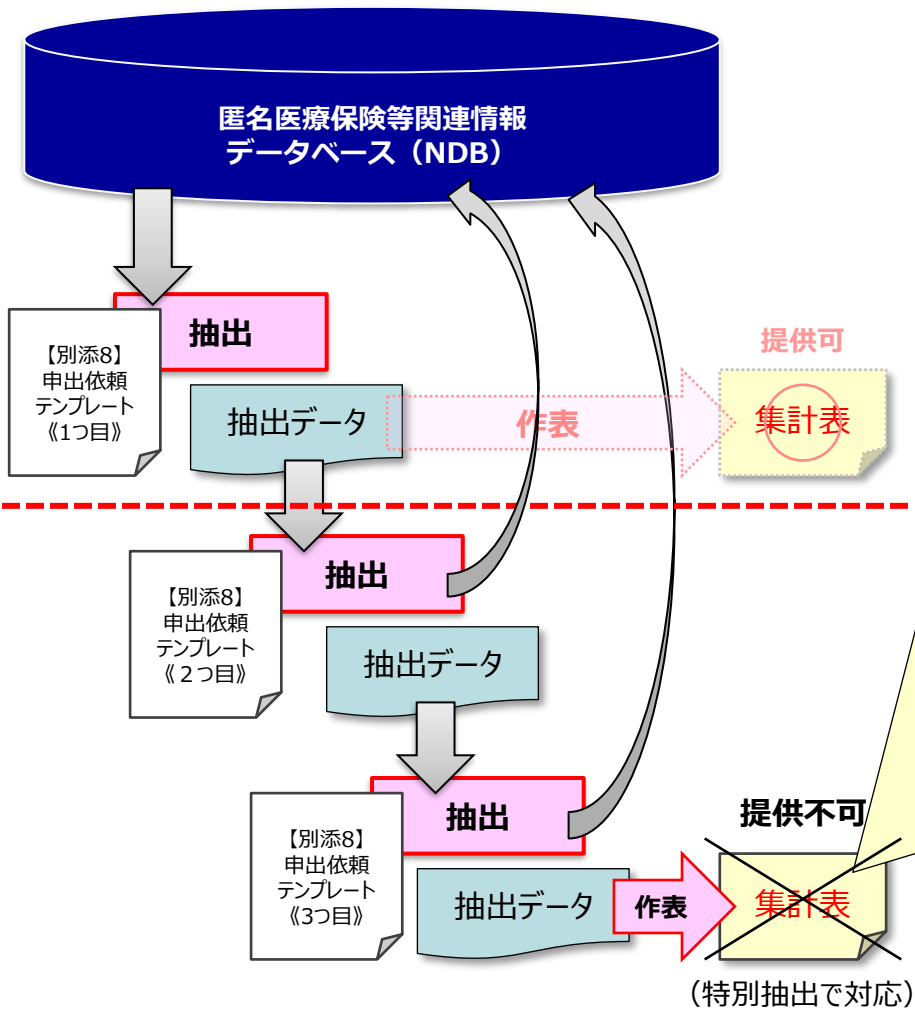 匿名医療保険等関連情報
データベース（NDB）
抽出
【別添8】
申出依頼
テンプレート
《1つ目》
抽出データ
作表
提供可
集計表
抽出
【別添8】
申出依頼
テンプレート
《２つ目》
抽出データ
抽出
【別添8】
申出依頼
テンプレート
《3つ目》
抽出データ
作表
提供不可
集計表
（特別抽出で対応）